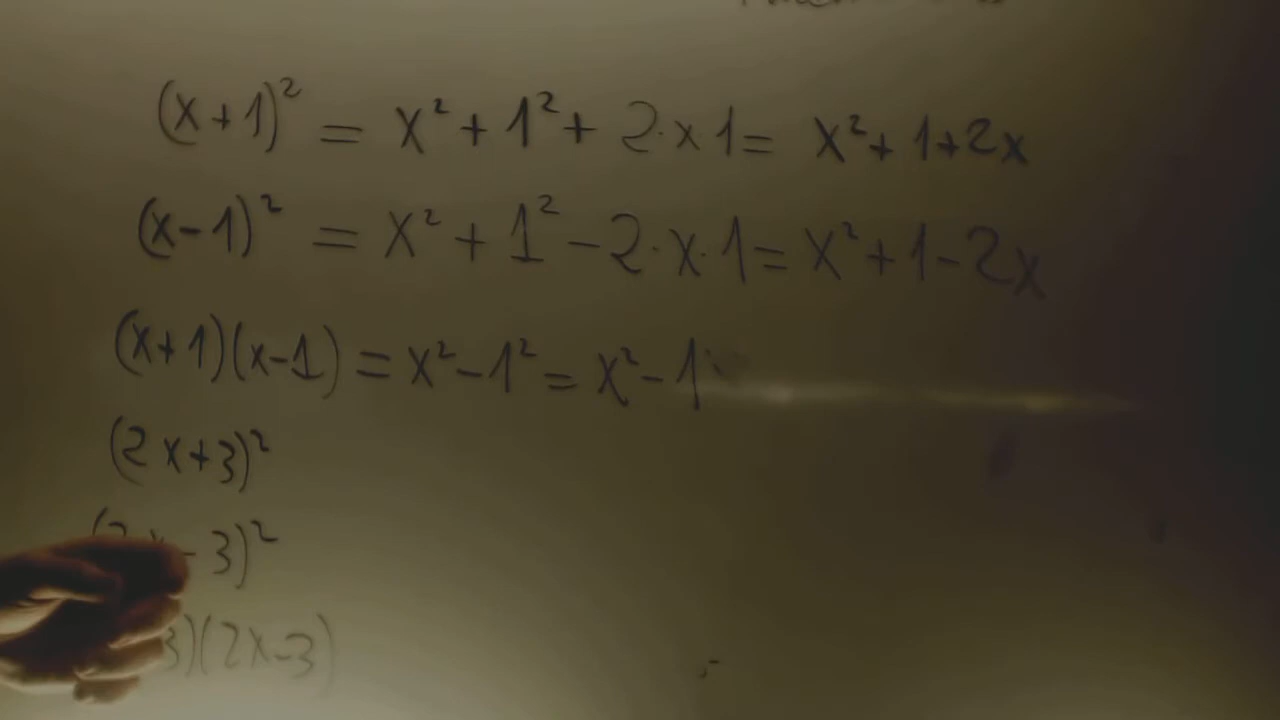 (x+1)² = x² + 1² + 2·x 1 = x² + 1 + 2x
(x-1)² = x² + 1² - 2·x·1 = x² + 1 - 2x
(x+1)(x-1) = x² - 1² = x² - 1
(2x+3)²
- 3)²
3)(2x-3)